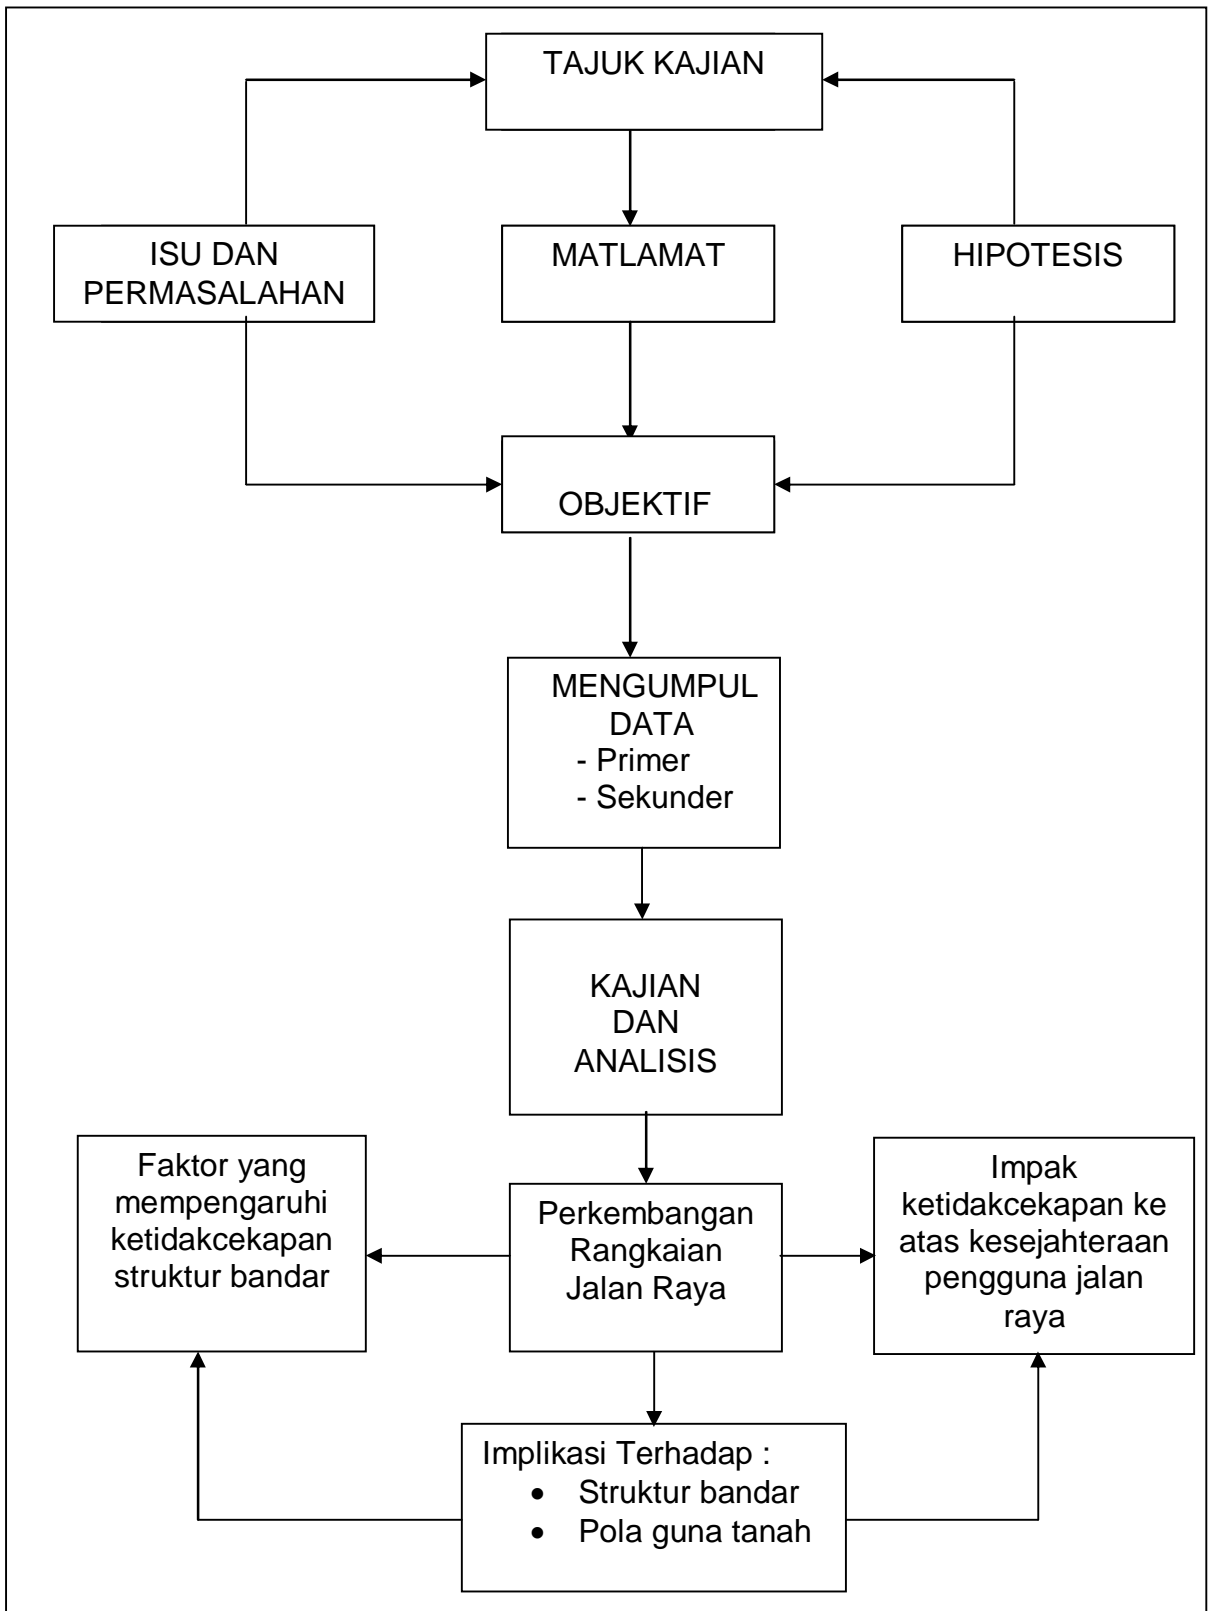 TAJUK KAJIAN
ISU DAN
PERMASALAHAN
MATLAMAT
HIPOTESIS
OBJEKTIF
MENGUMPUL
DATA
- Primer
- Sekunder
KAJIAN
DAN
ANALISIS
Faktor yang
mempengaruhi
ketidakcekapan
struktur bandar
Perkembangan
Rangkaian
Jalan Raya
Impak
ketidakcekapan ke
atas kesejahteraan
pengguna jalan
raya
Implikasi Terhadap :
• Struktur bandar
• Pola guna tanah